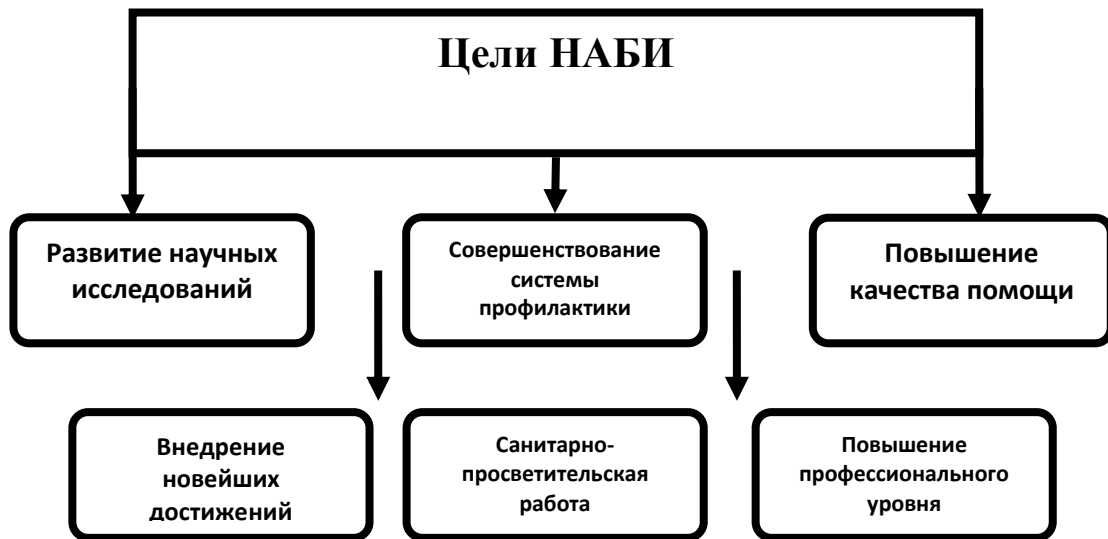 Цели НАБИ
Развитие научных
исследований
Совершенствование
системы
профилактики
Повышение
качества помощи
Внедрение
новейших
достижений
Санитарно-
просветительская
работа
Повышение
профессионального
уровня